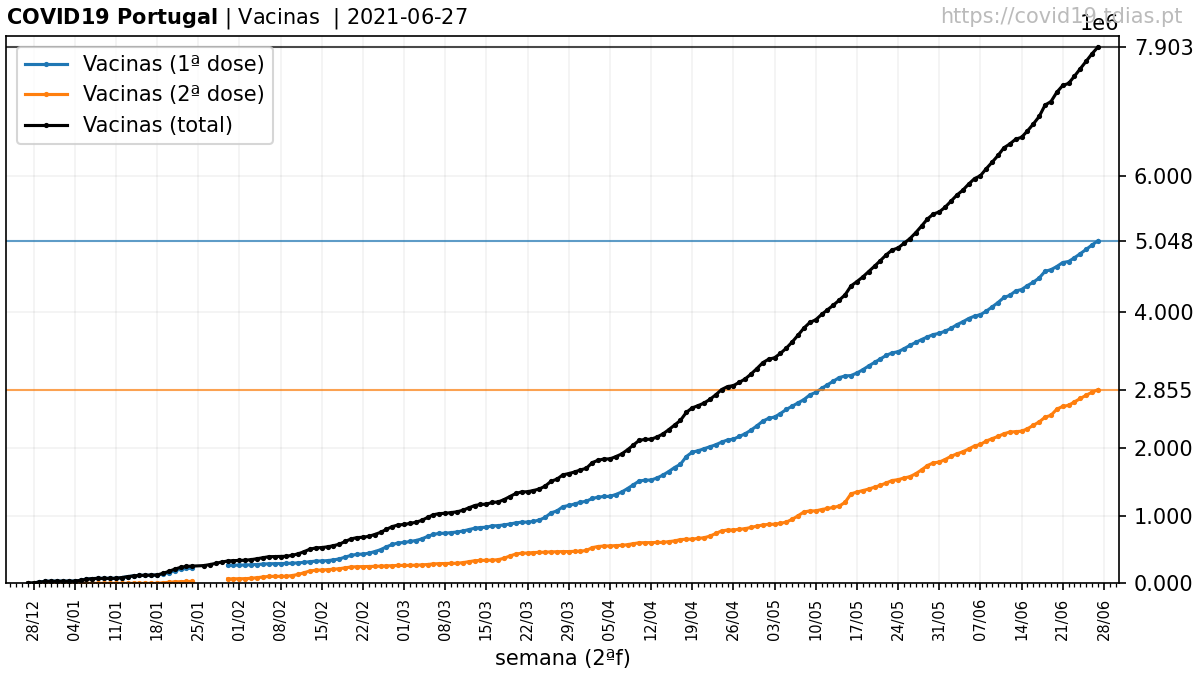 COVID19 Portugal | Vacinas | 2021-06-27
https://covid19.tdias.pt
1e6
Vacinas (1ª dose)
Vacinas (2ª dose)
Vacinas (total)
7.903
6.000
5.048
4.000
2.855
2.000
1.000
0.000
28/12 04/01 11/01 18/01 25/01 01/02 08/02 15/02 22/02 01/03 08/03 15/03 22/03 29/03 05/04 12/04 19/04 26/04 03/05 10/05 17/05 24/05 31/05 07/06 14/06 21/06 28/06
semana (2ªf)